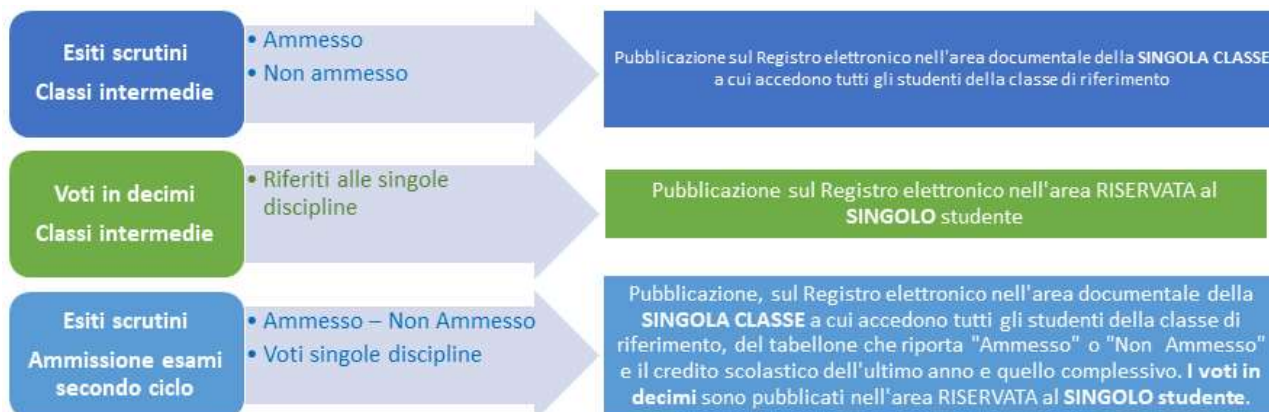 Esiti scrutini
Classi intermedie
• Ammesso
• Non ammesso
Pubblicazione sul Registro elettronico nell'area documentale della SINGOLA CLASSE
a cui accedono tutti gli studenti della classe di riferimento
Voti in decimi
Classi intermedie
• Riferiti alle singole
discipline
Pubblicazione sul Registro elettronico nell'area RISERVATA al
SINGOLO studente
Esiti scrutini
Ammissione esami
secondo ciclo
• Ammesso – Non Ammesso
• Voti singole discipline
Pubblicazione, sul Registro elettronico nell'area documentale della
SINGOLA CLASSE a cui accedono tutti gli studenti della classe di
riferimento, del tabellone che riporta "Ammesso" o "Non Ammesso"
e il credito scolastico dell'ultimo anno e quello complessivo. I voti in
decimi sono pubblicati nell'area RISERVATA al SINGOLO studente.